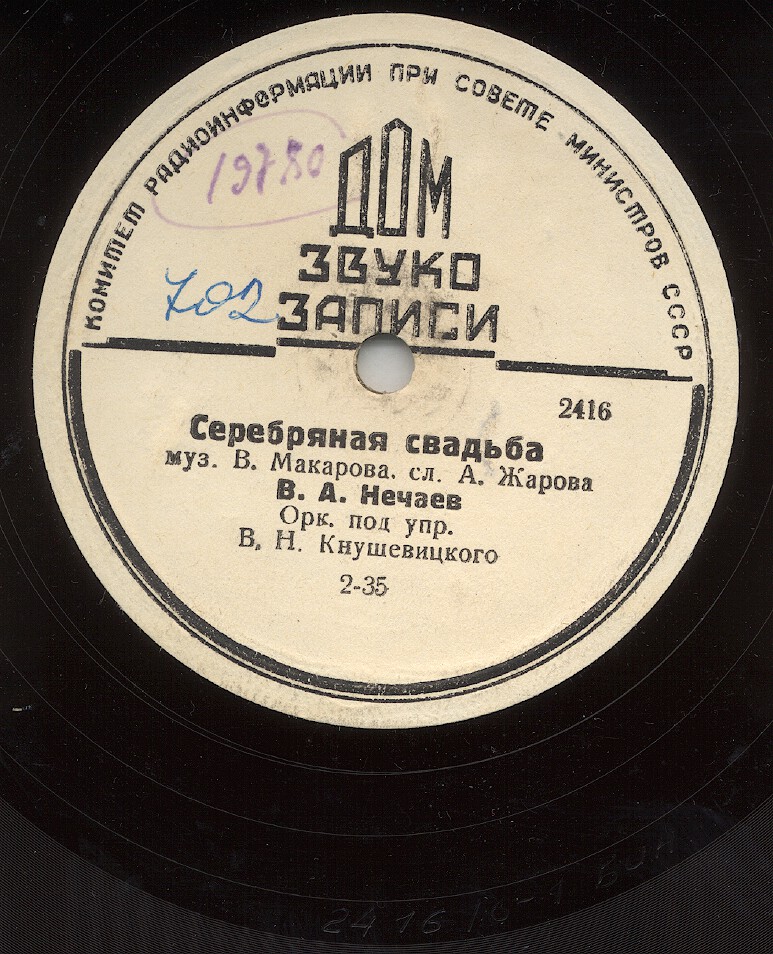 КОМИТЕТ РАДИОИНФОРМАЦИИ ПРИ СОВЕТЕ МИНИСТРОВ СССР
19780
ДОМ
ЗВУКО
702
ЗАПИСИ
2416
Серебряная свадьба
муз. В. Макарова, сл. А. Жарова
В. А. Нечаев
Орк. под упр.
В. Н. Кнушевицкого
2-35
2416